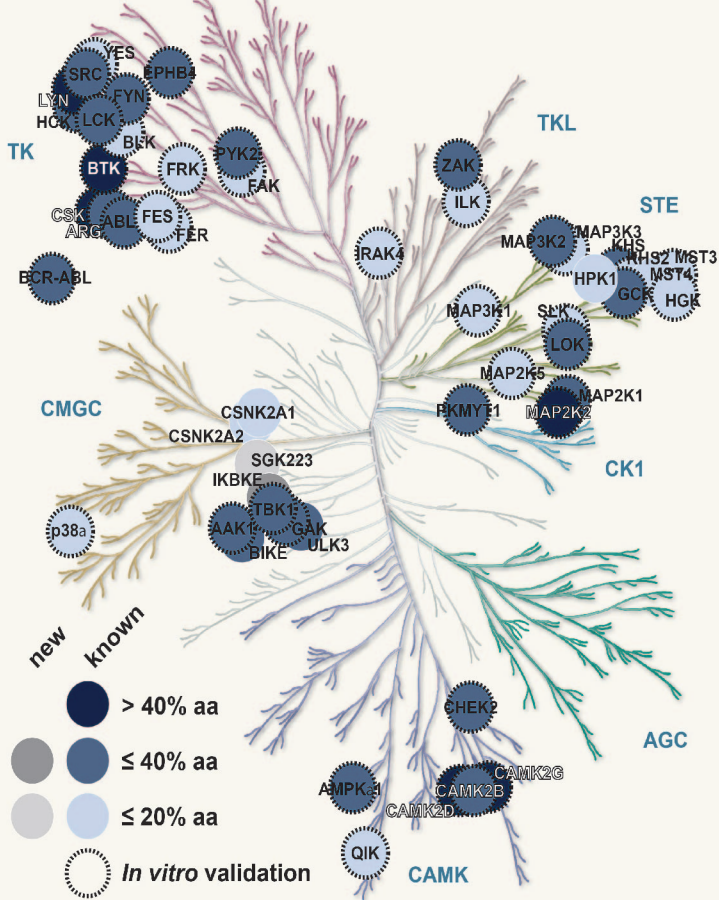 YES
SRC
EPHB4
LYN
FYN
HCK
LCK
BLK
TK
BTK
FRK
PYK2
FAK
CSK
ARG
ABL
FES
FER
BCR-ABL
TKL
ZAK
ILK
IRAK4
STE
MAP3K2
MAP3K3
KHS
KHS2
MST3
MST4
HPK1
GCK
HGK
MAP3K1
SLK
LOK
MAP2K5
MAP2K1
MAP2K2
PKMYT1
CK1
CMGC
CSNK2A1
CSNK2A2
SGK223
IKBKE
TBK1
AAK1
GAK
BIKE
ULK3
p38a
AGC
CHEK2
CAMK2G
CAMK2B
CAMK2D
AMPKa1
QIK
CAMK
new
known
> 40% aa
≤ 40% aa
≤ 20% aa
In vitro validation